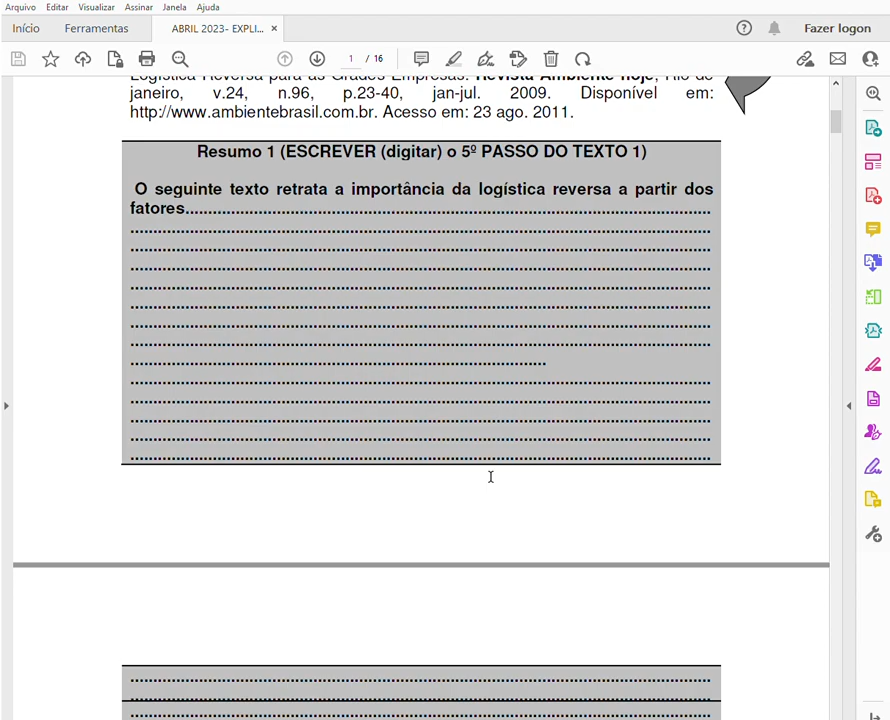 Arquivo Editar Visualizar Assinar Janela Ajuda
Início Ferramentas ABRIL 2023- EXPLI... × Fazer logon
1 / 16
Logística Reversa para as Grades Empresas. Revista Ambiente hoje, Rio de
janeiro, v.24, n.96, p.23-40, jan-jul. 2009. Disponível em:
http://www.ambientebrasil.com.br. Acesso em: 23 ago. 2011.
Resumo 1 (ESCREVER (digitar) o 5º PASSO DO TEXTO 1)
O seguinte texto retrata a importância da logística reversa a partir dos
fatores....................